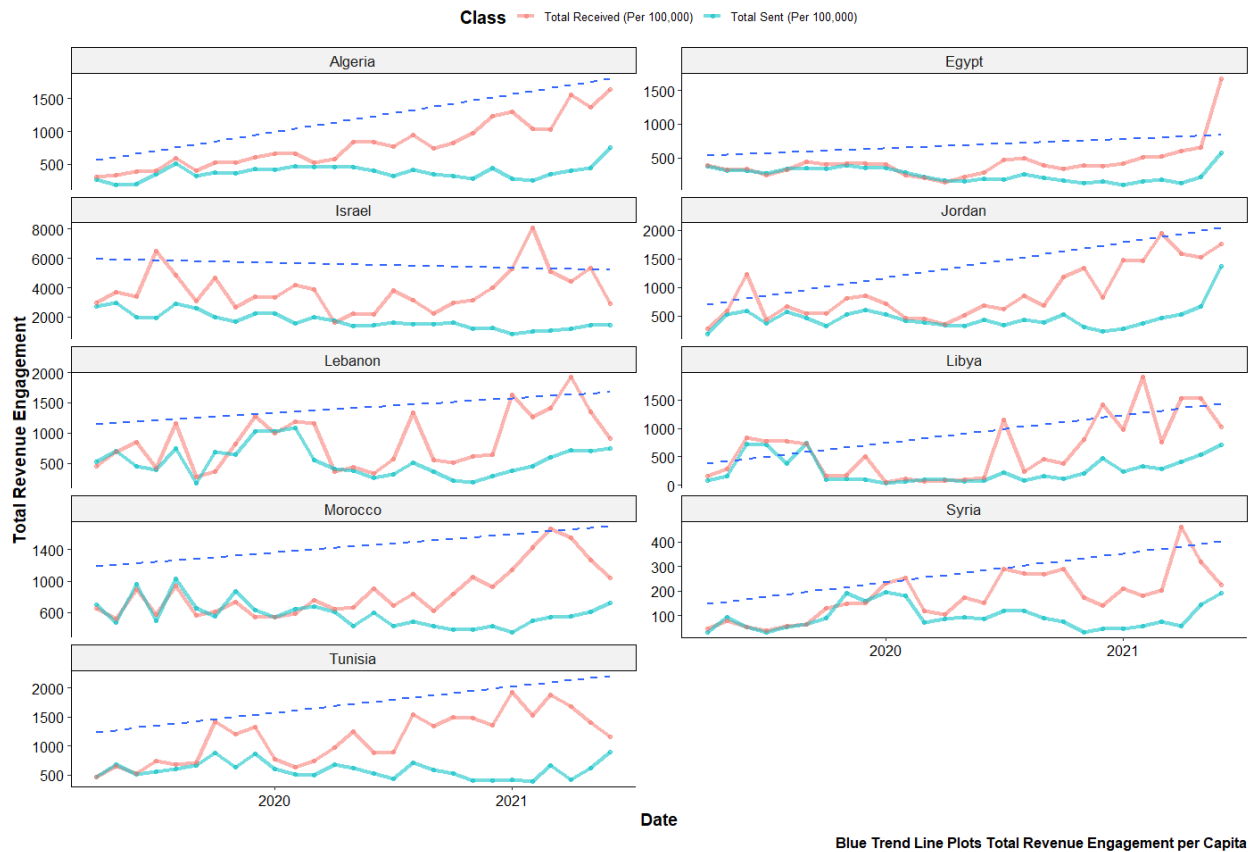 Class Total Received (Per 100,000) Total Sent (Per 100,000)
Algeria
1500
1000
500
Egypt
1500
1000
500
Israel
8000
6000
4000
2000
Jordan
2000
1500
1000
500
Lebanon
2000
1500
1000
500
Libya
1500
1000
500
0
Morocco
1400
1000
600
Syria
400
300
200
100
2020 2021
Tunisia
2000
1500
1000
500
2020 2021
Total Revenue Engagement
Date
Blue Trend Line Plots Total Revenue Engagement per Capita